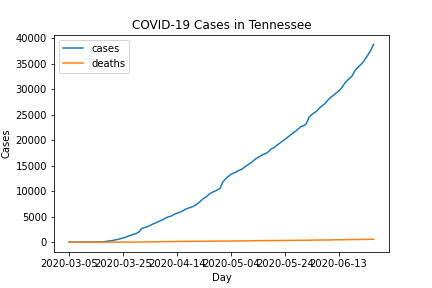 COVID-19 Cases in Tennessee
cases
deaths
40000
35000
30000
25000
20000
15000
10000
5000
0
Cases
2020-03-05 2020-03-25 2020-04-14 2020-05-04 2020-05-24 2020-06-13
Day